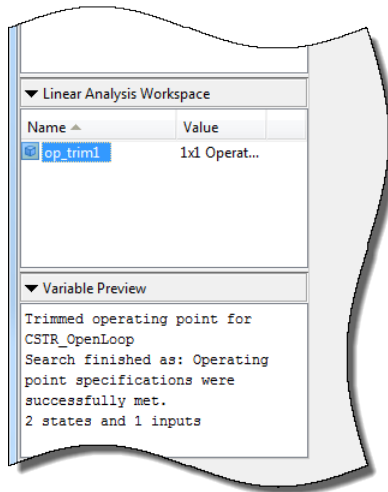 Linear Analysis Workspace
Name Value
op_trim1 1x1 Operat...
Variable Preview
Trimmed operating point for
CSTR_OpenLoop
Search finished as: Operating
point specifications were
successfully met.
2 states and 1 inputs